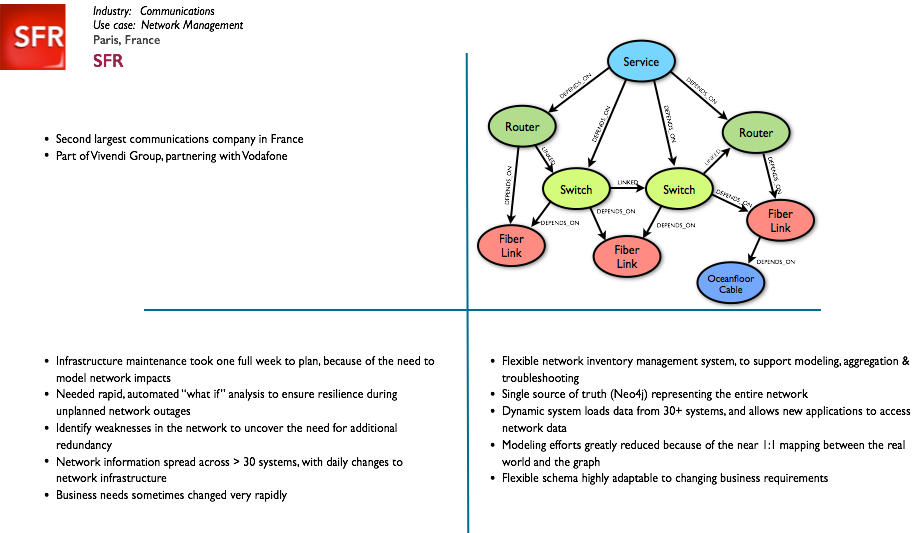 SFR
Industry: Communications
Use case: Network Management
Paris, France
SFR
• Second largest communications company in France
• Part of Vivendi Group, partnering with Vodafone
Service
DEPENDS_ON
DEPENDS_ON
DEPENDS_ON
DEPENDS_ON
Router
Router
LINKED
LINKED
DEPENDS_ON
DEPENDS_ON
Switch
LINKED
Switch
DEPENDS_ON
DEPENDS_ON
DEPENDS_ON
DEPENDS_ON
Fiber
Link
Fiber
Link
Fiber
Link
DEPENDS_ON
Oceanfloor
Cable
• Infrastructure maintenance took one full week to plan, because of the need to
model network impacts
• Needed rapid, automated “what if” analysis to ensure resilience during
unplanned network outages
• Identify weaknesses in the network to uncover the need for additional
redundancy
• Network information spread across > 30 systems, with daily changes to
network infrastructure
• Business needs sometimes changed very rapidly
• Flexible network inventory management system, to support modeling, aggregation &
troubleshooting
• Single source of truth (Neo4j) representing the entire network
• Dynamic system loads data from 30+ systems, and allows new applications to access
network data
• Modeling efforts greatly reduced because of the near 1:1 mapping between the real
world and the graph
• Flexible schema highly adaptable to changing business requirements